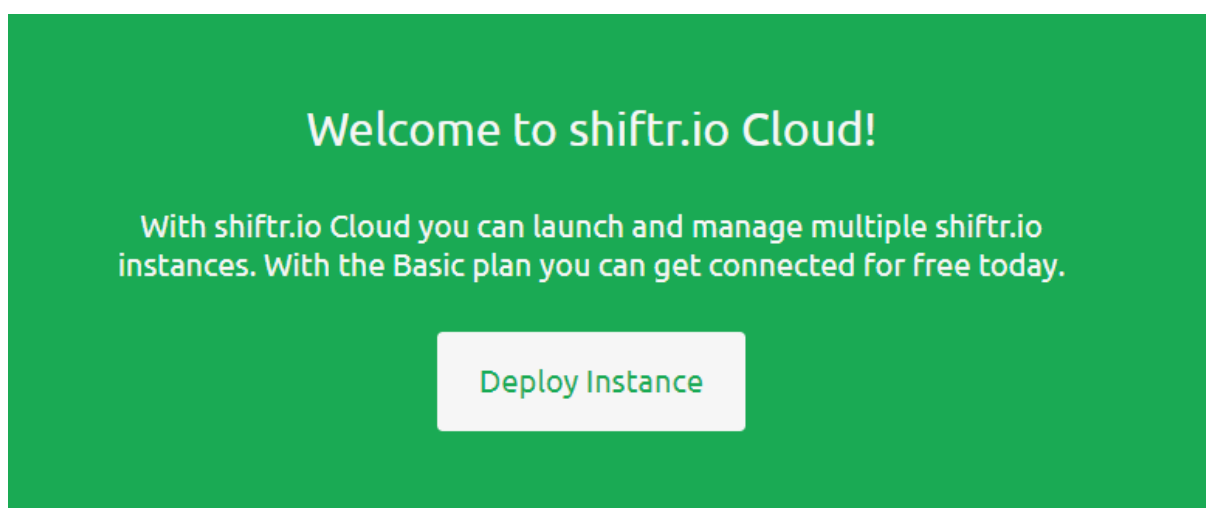 Welcome to shiftr.io Cloud!
With shiftr.io Cloud you can launch and manage multiple shiftr.io
instances. With the Basic plan you can get connected for free today.
Deploy Instance